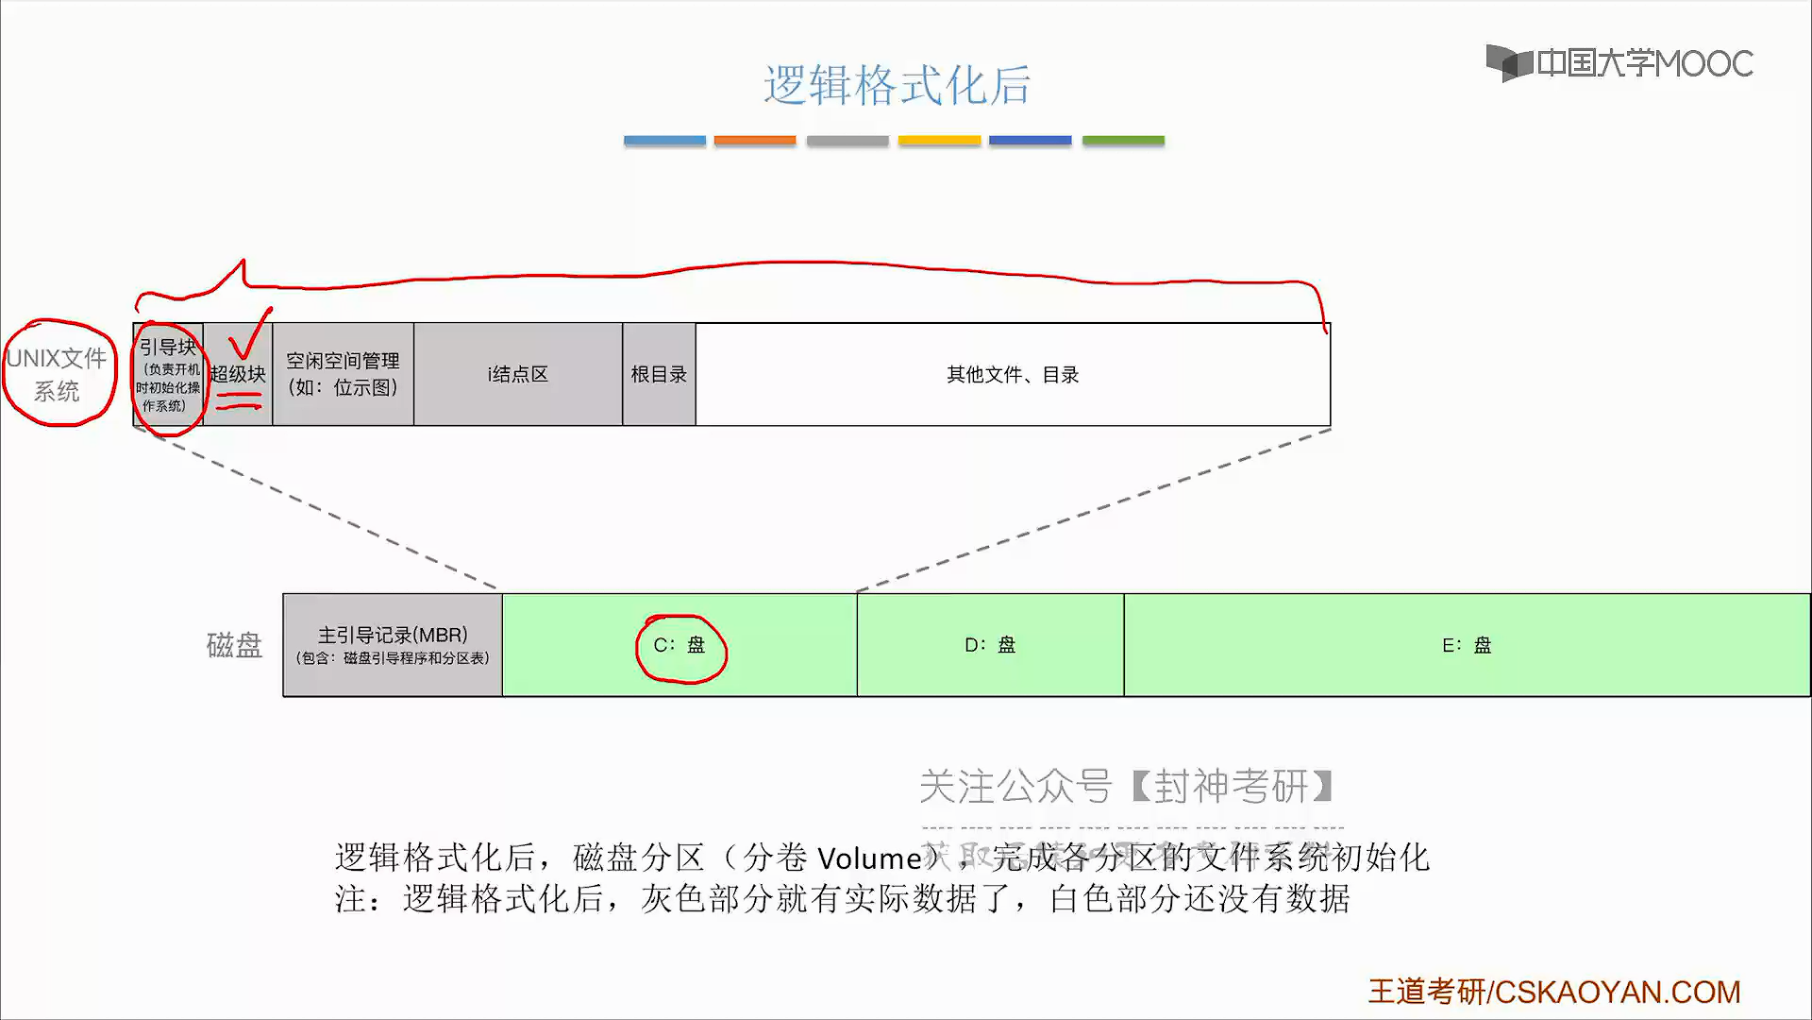 中国大学MOOC
逻辑格式化后
UNIX文件
系统
引导块
（负责开机
时初始化操
作系统）
超级块
空闲空间管理
(如：位示图)
i结点区
根目录
其他文件、目录
磁盘
主引导记录(MBR)
(包含：磁盘引导程序和分区表)
C：盘
D：盘
E：盘
关注公众号【封神考研】
逻辑格式化后，磁盘分区（分卷 Volume），完成各分区的文件系统初始化
注：逻辑格式化后，灰色部分就有实际数据了，白色部分还没有数据
王道考研/CSKAOYAN.COM